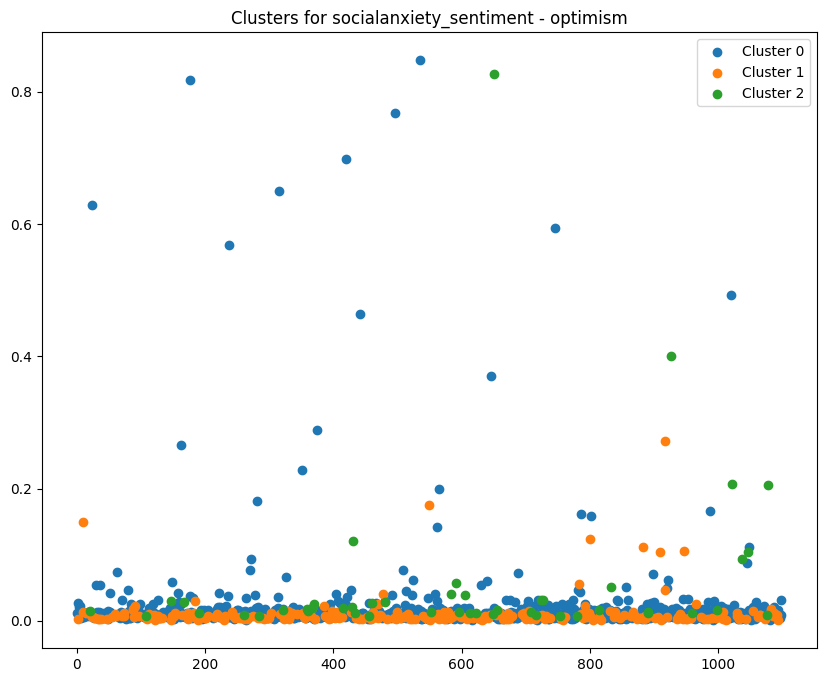 Clusters for socialanxiety_sentiment - optimism
Cluster 0
Cluster 1
Cluster 2
0.8
0.6
0.4
0.2
0.0
0 200 400 600 800 1000